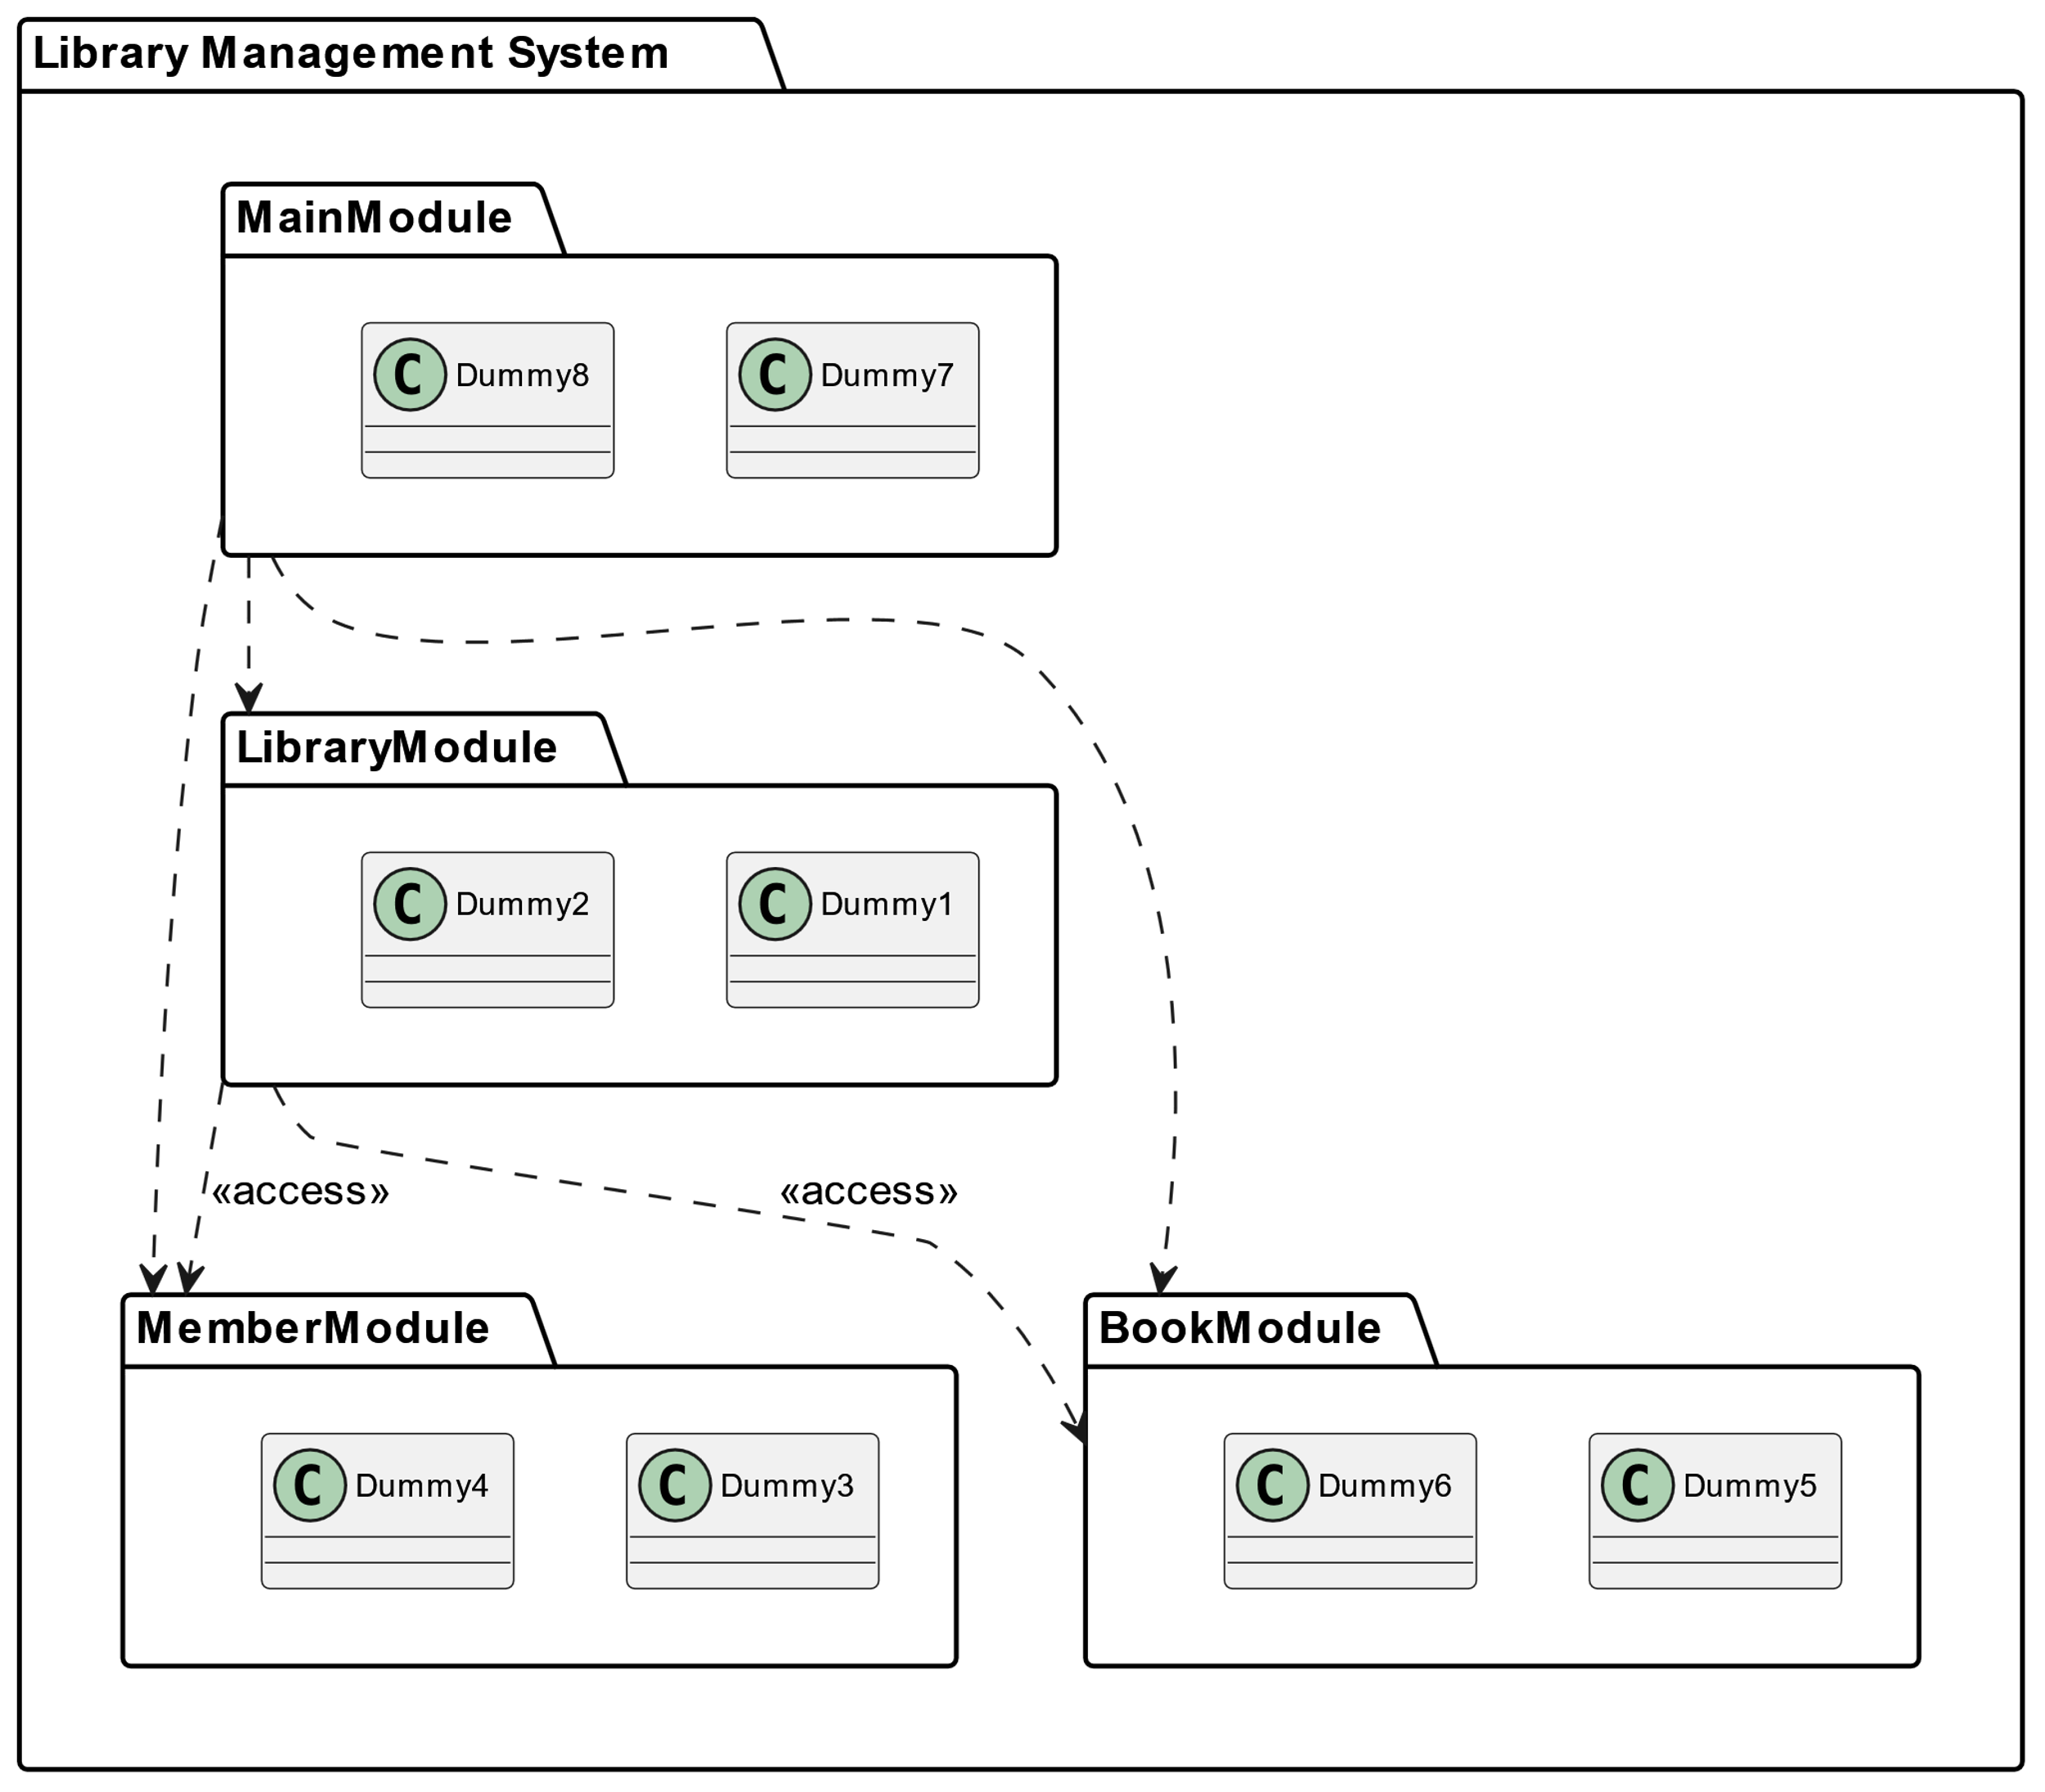 Library Management System
MainModule
C Dummy8
C Dummy7
LibraryModule
C Dummy2
C Dummy1
«access»
«access»
MemberModule
BookModule
C Dummy4
C Dummy3
C Dummy6
C Dummy5